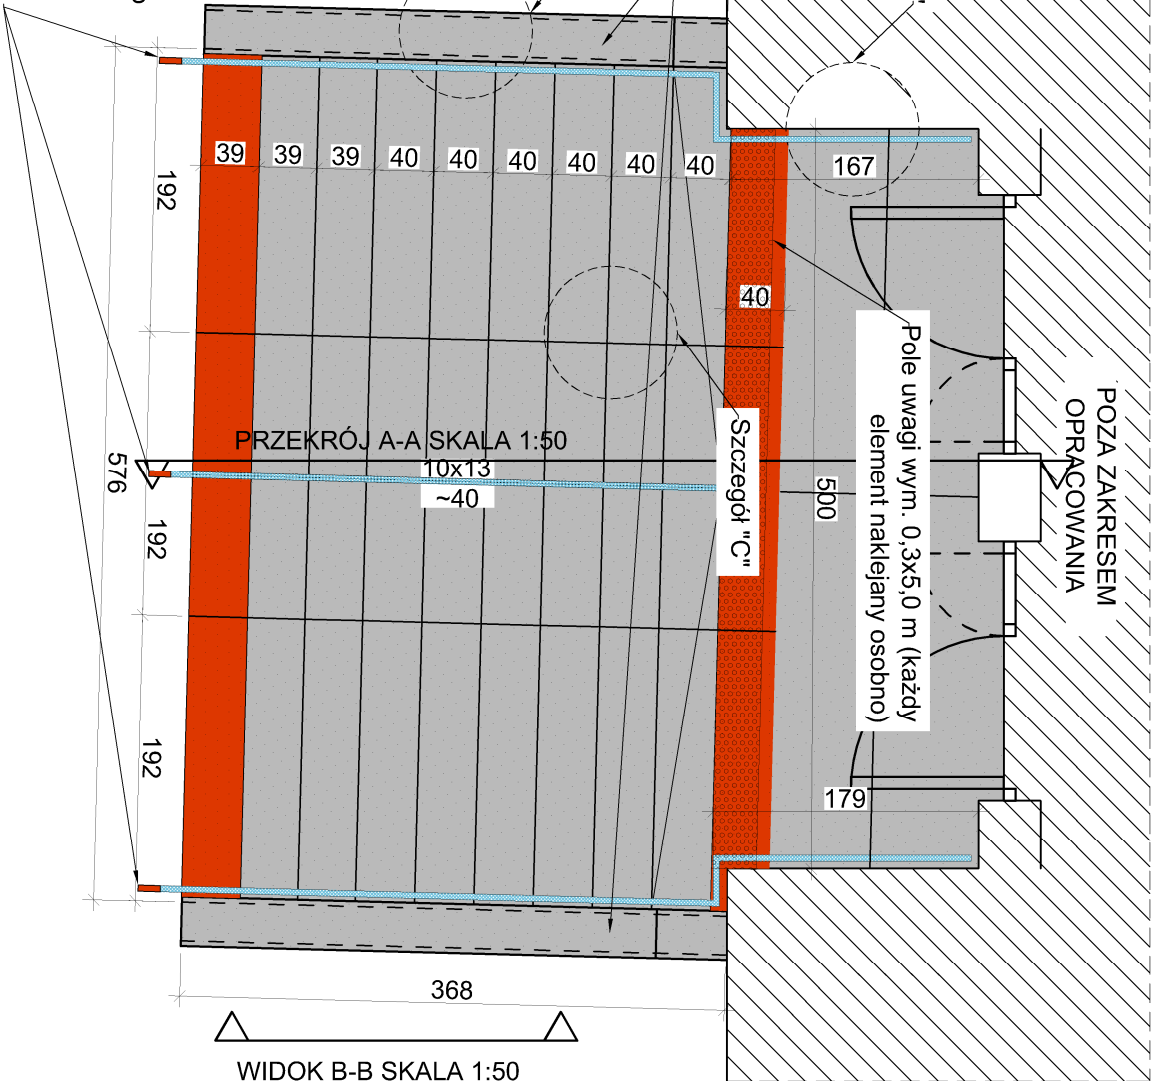 39
39
39
40
40
40
40
40
40
167
192
40
Pole uwagi wym. 0,3x5,0 m (każdy
element naklejany osobno)
POZA ZAKRESEM
OPRACOWANIA
PRZEKRÓJ A-A SKALA 1:50
10x13
~40
Szczegół "C"
576
500
192
192
179
368
WIDOK B-B SKALA 1:50